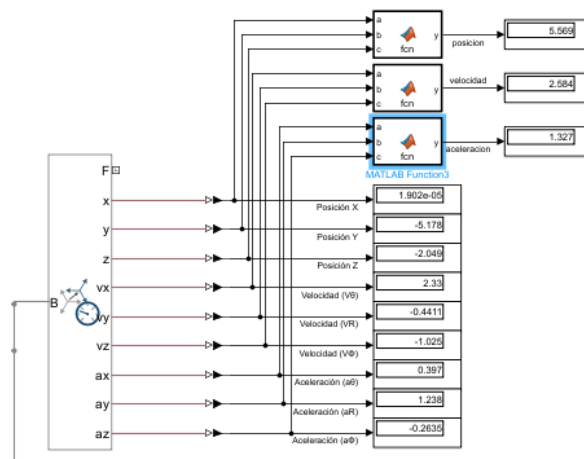 a
b y
c fcn
posicion
5.569
a
b y
c fcn
velocidad
2.584
a
b y
c fcn
aceleracion
1.327
MATLAB Function3
B
F
x
Posición X
1.902e-05
y
Posición Y
-5.178
z
Posición Z
-2.049
vx
Velocidad (Vθ)
2.33
vy
Velocidad (VR)
-0.4411
vz
Velocidad (VΦ)
-1.025
ax
Aceleración (aθ)
0.397
ay
Aceleración (aR)
1.238
az
Aceleración (aΦ)
-0.2635